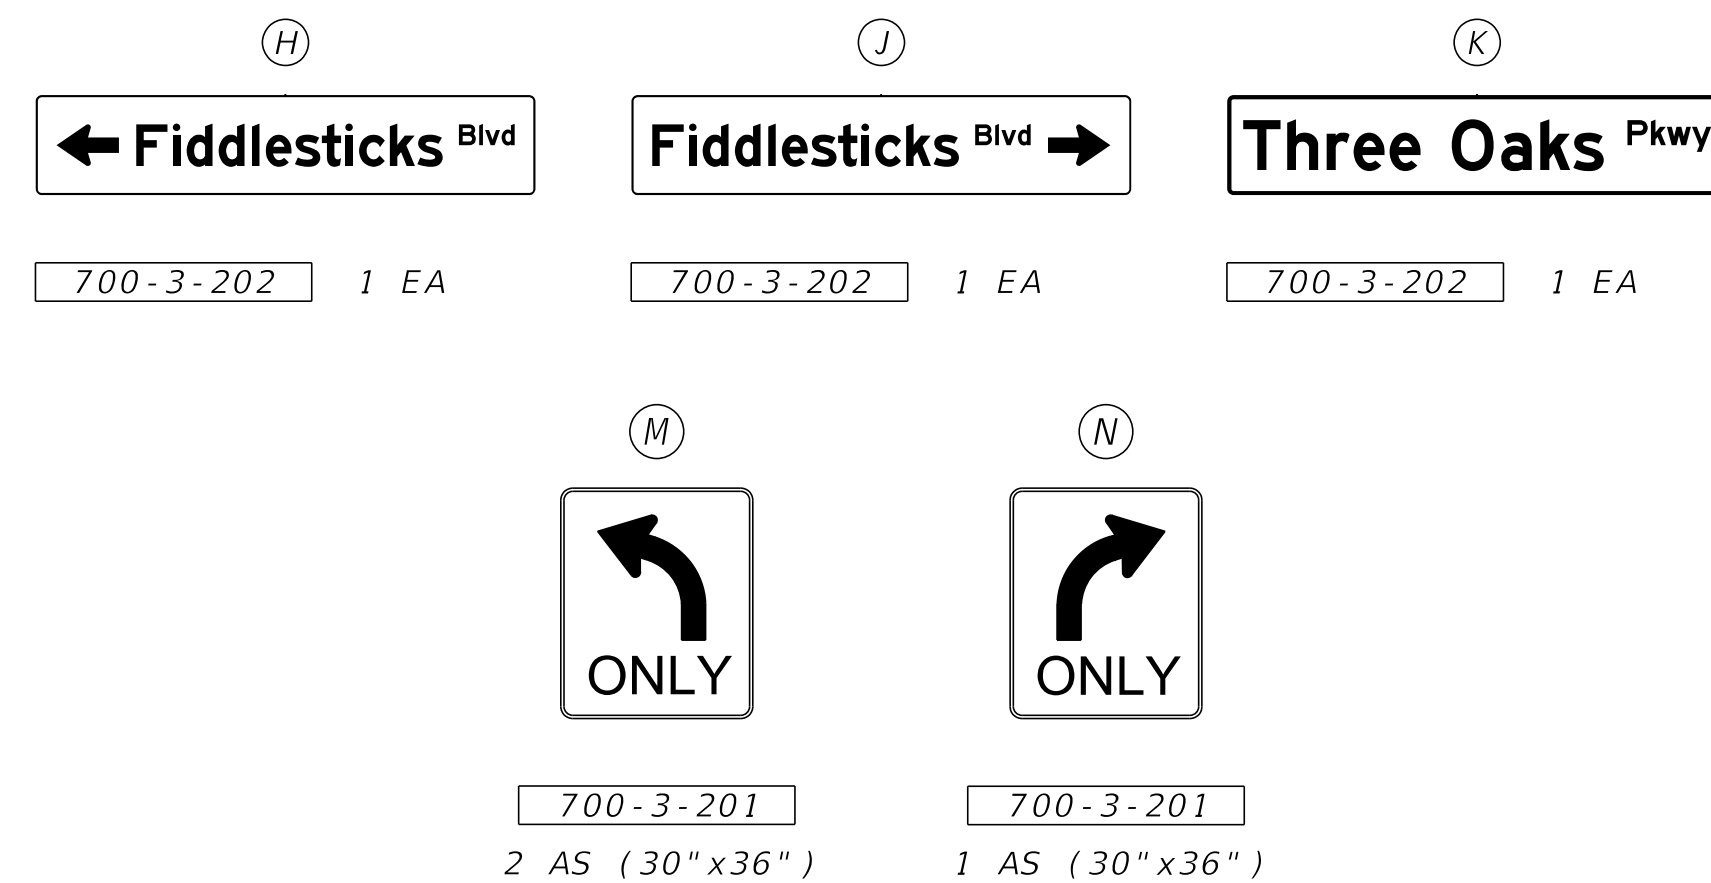 H
J
K
Fiddlesticks Blvd
Fiddlesticks Blvd
Three Oaks Pkwy
700-3-202 1 EA
700-3-202 1 EA
700-3-202 1 EA
M
N
ONLY
ONLY
700-3-201
700-3-201
2 AS (30"x36")
1 AS (30"x36")